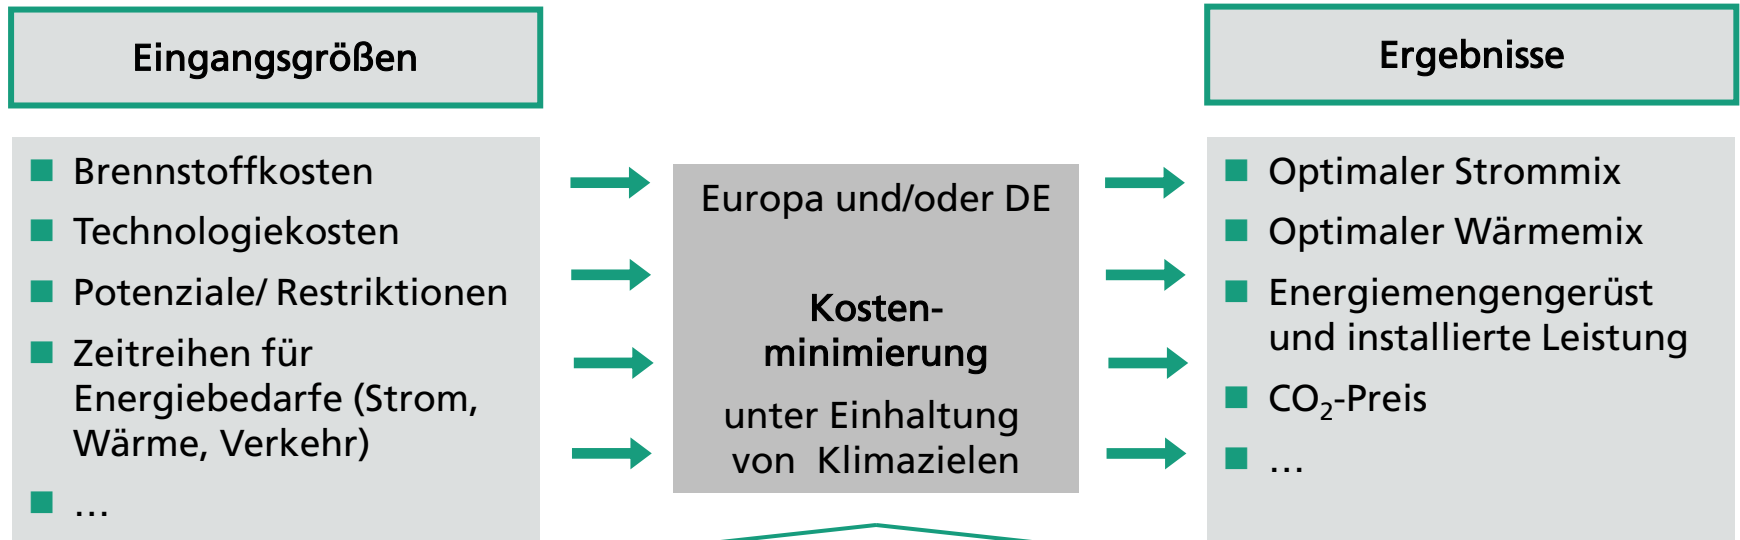 Eingangsgrößen
Brennstoffkosten
Technologiekosten
Potenziale/ Restriktionen
Zeitreihen für
Energiebedarfe (Strom,
Wärme, Verkehr)
…
Europa und/oder DE
Kosten-
minimierung
unter Einhaltung
von Klimazielen
Ergebnisse
Optimaler Strommix
Optimaler Wärmemix
Energiemengengerüst
und installierte Leistung
CO₂-Preis
…